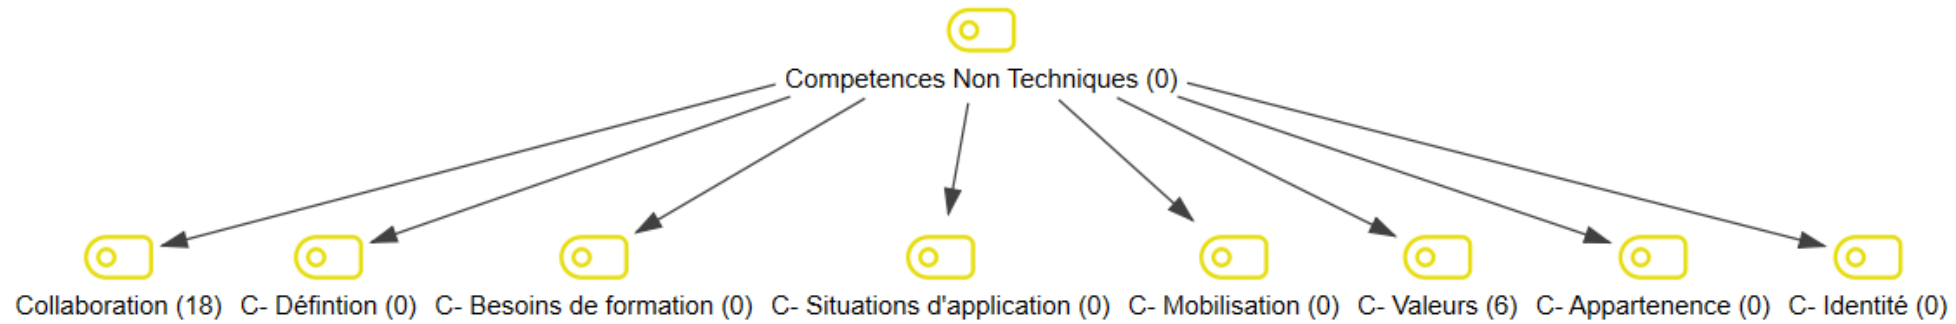 Competences Non Techniques (0)
Collaboration (18)
C- Défintion (0)
C- Besoins de formation (0)
C- Situations d'application (0)
C- Mobilisation (0)
C- Valeurs (6)
C- Appartenence (0)
C- Identité (0)